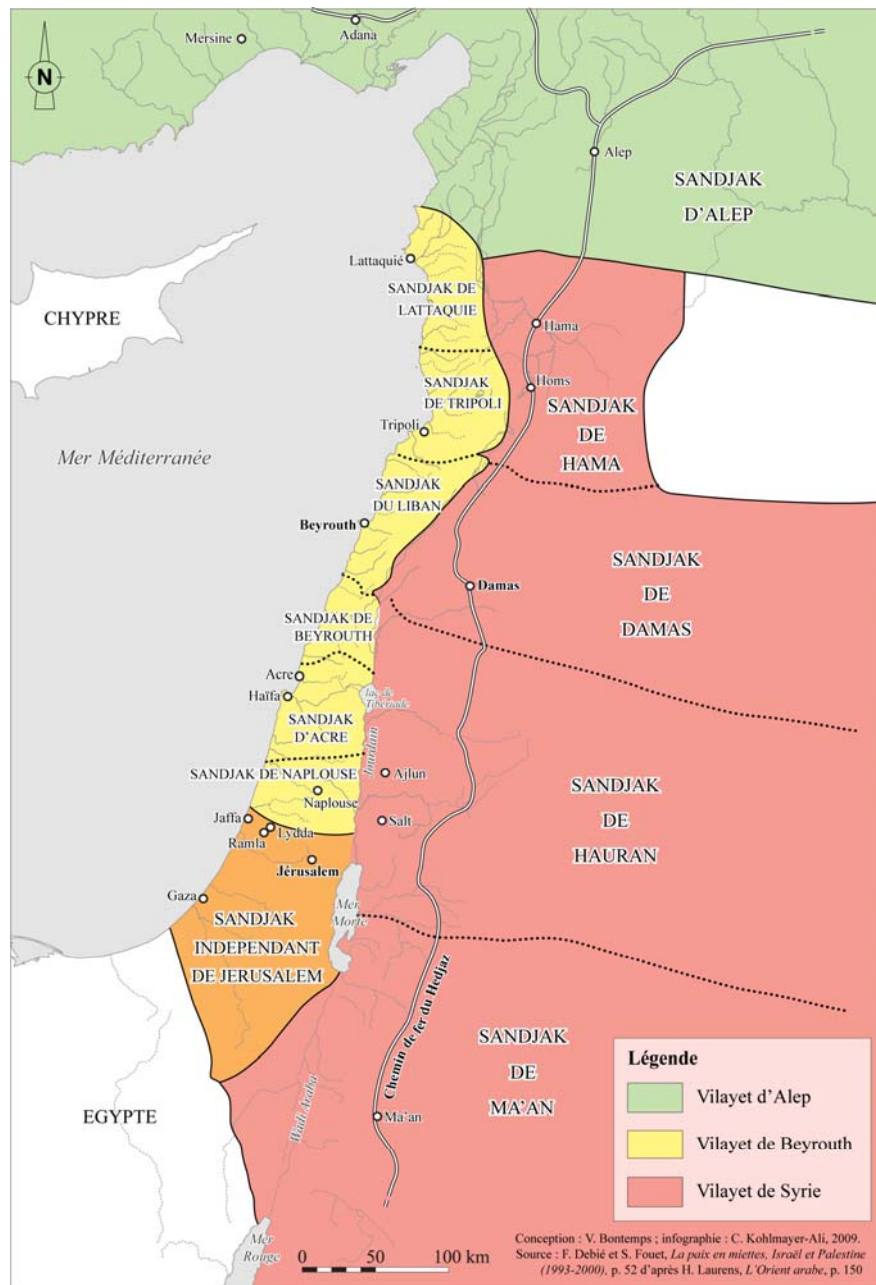 Mersine
Adana
N
Alep
SANDJAK
D'ALEP
Lattaquié
SANDJAK DE
LATTAQUIE
CHYPRE
Hama
SANDJAK
DE TRIPOLI
Homs
SANDJAK
DE
HAMA
Tripoli
Mer Méditerranée
SANDJAK
DU LIBAN
Beyrouth
SANDJAK
DE
DAMAS
Damas
SANDJAK DE
BEYROUTH
Acre
Haïfa
lac de
Tibériade
SANDJAK
D'ACRE
Jourdain
SANDJAK DE NAPLOUSE
Ajlun
Naplouse
SANDJAK
DE
HAURAN
Jaffa
Lydda
Ramla
Salt
Jérusalem
Gaza
Mer
Morte
SANDJAK
INDEPENDANT
DE JERUSALEM
Chemin de fer du Hedjaz
SANDJAK
DE
MA'AN
EGYPTE
Wadi Araba
Ma'an
Légende
Vilayet d'Alep
Vilayet de Beyrouth
Vilayet de Syrie
Mer
Rouge
0 50 100 km
Conception : V. Bontemps ; infographie : C. Kohlmayer-Ali, 2009.
Source : F. Debié et S. Fouet, La paix en miettes, Israël et Palestine
(1993-2000), p. 52 d'après H. Laurens, L'Orient arabe, p. 150